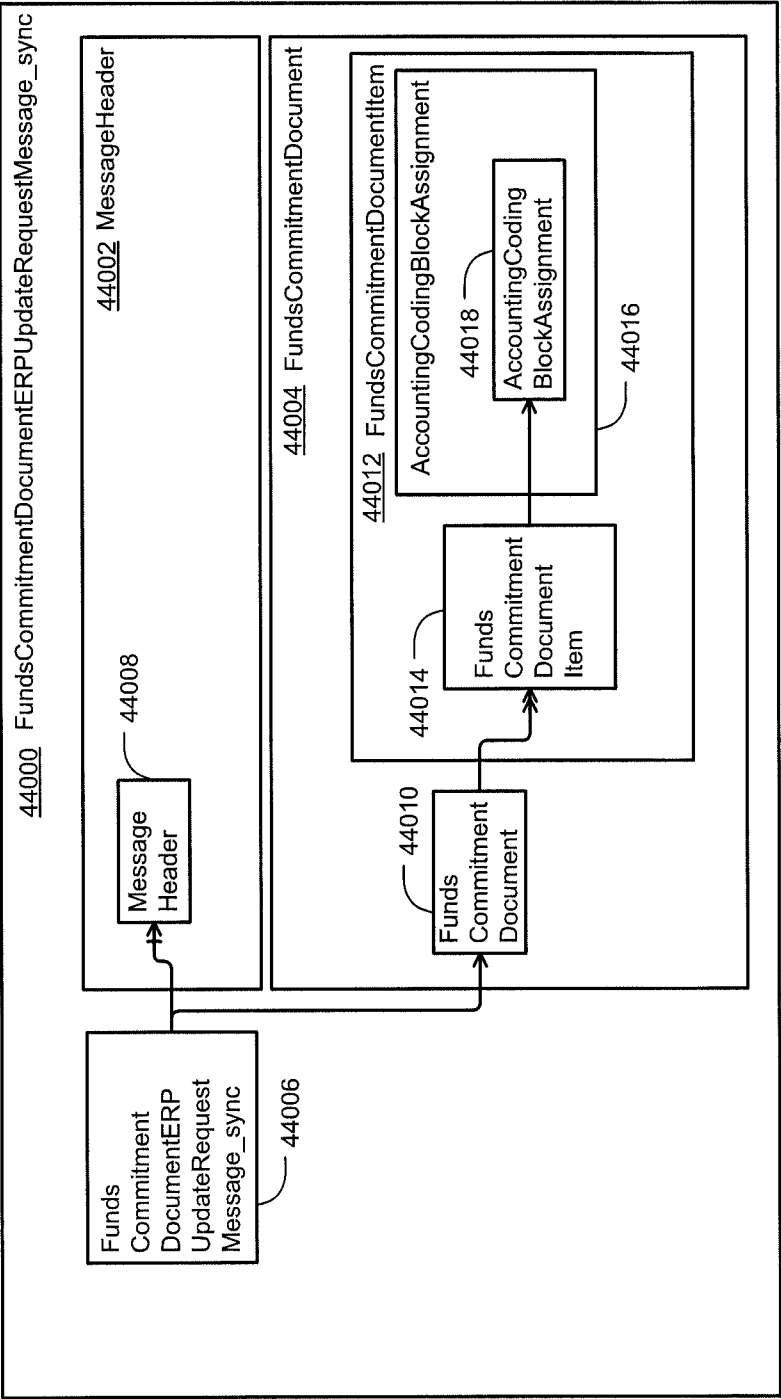 44000 FundsCommitmentDocumentERPUpdateRequestMessage_sync
44002 MessageHeader
Funds
Commitment
DocumentERP
UpdateRequest
Message_sync
44006
Message
Header
44008
44004 FundsCommitmentDocument
Funds
Commitment
Document
44010
44012 FundsCommitmentDocumentItem
Funds
Commitment
Document
Item
44014
AccountingCodingBlockAssignment
44018
AccountingCoding
BlockAssignment
44016